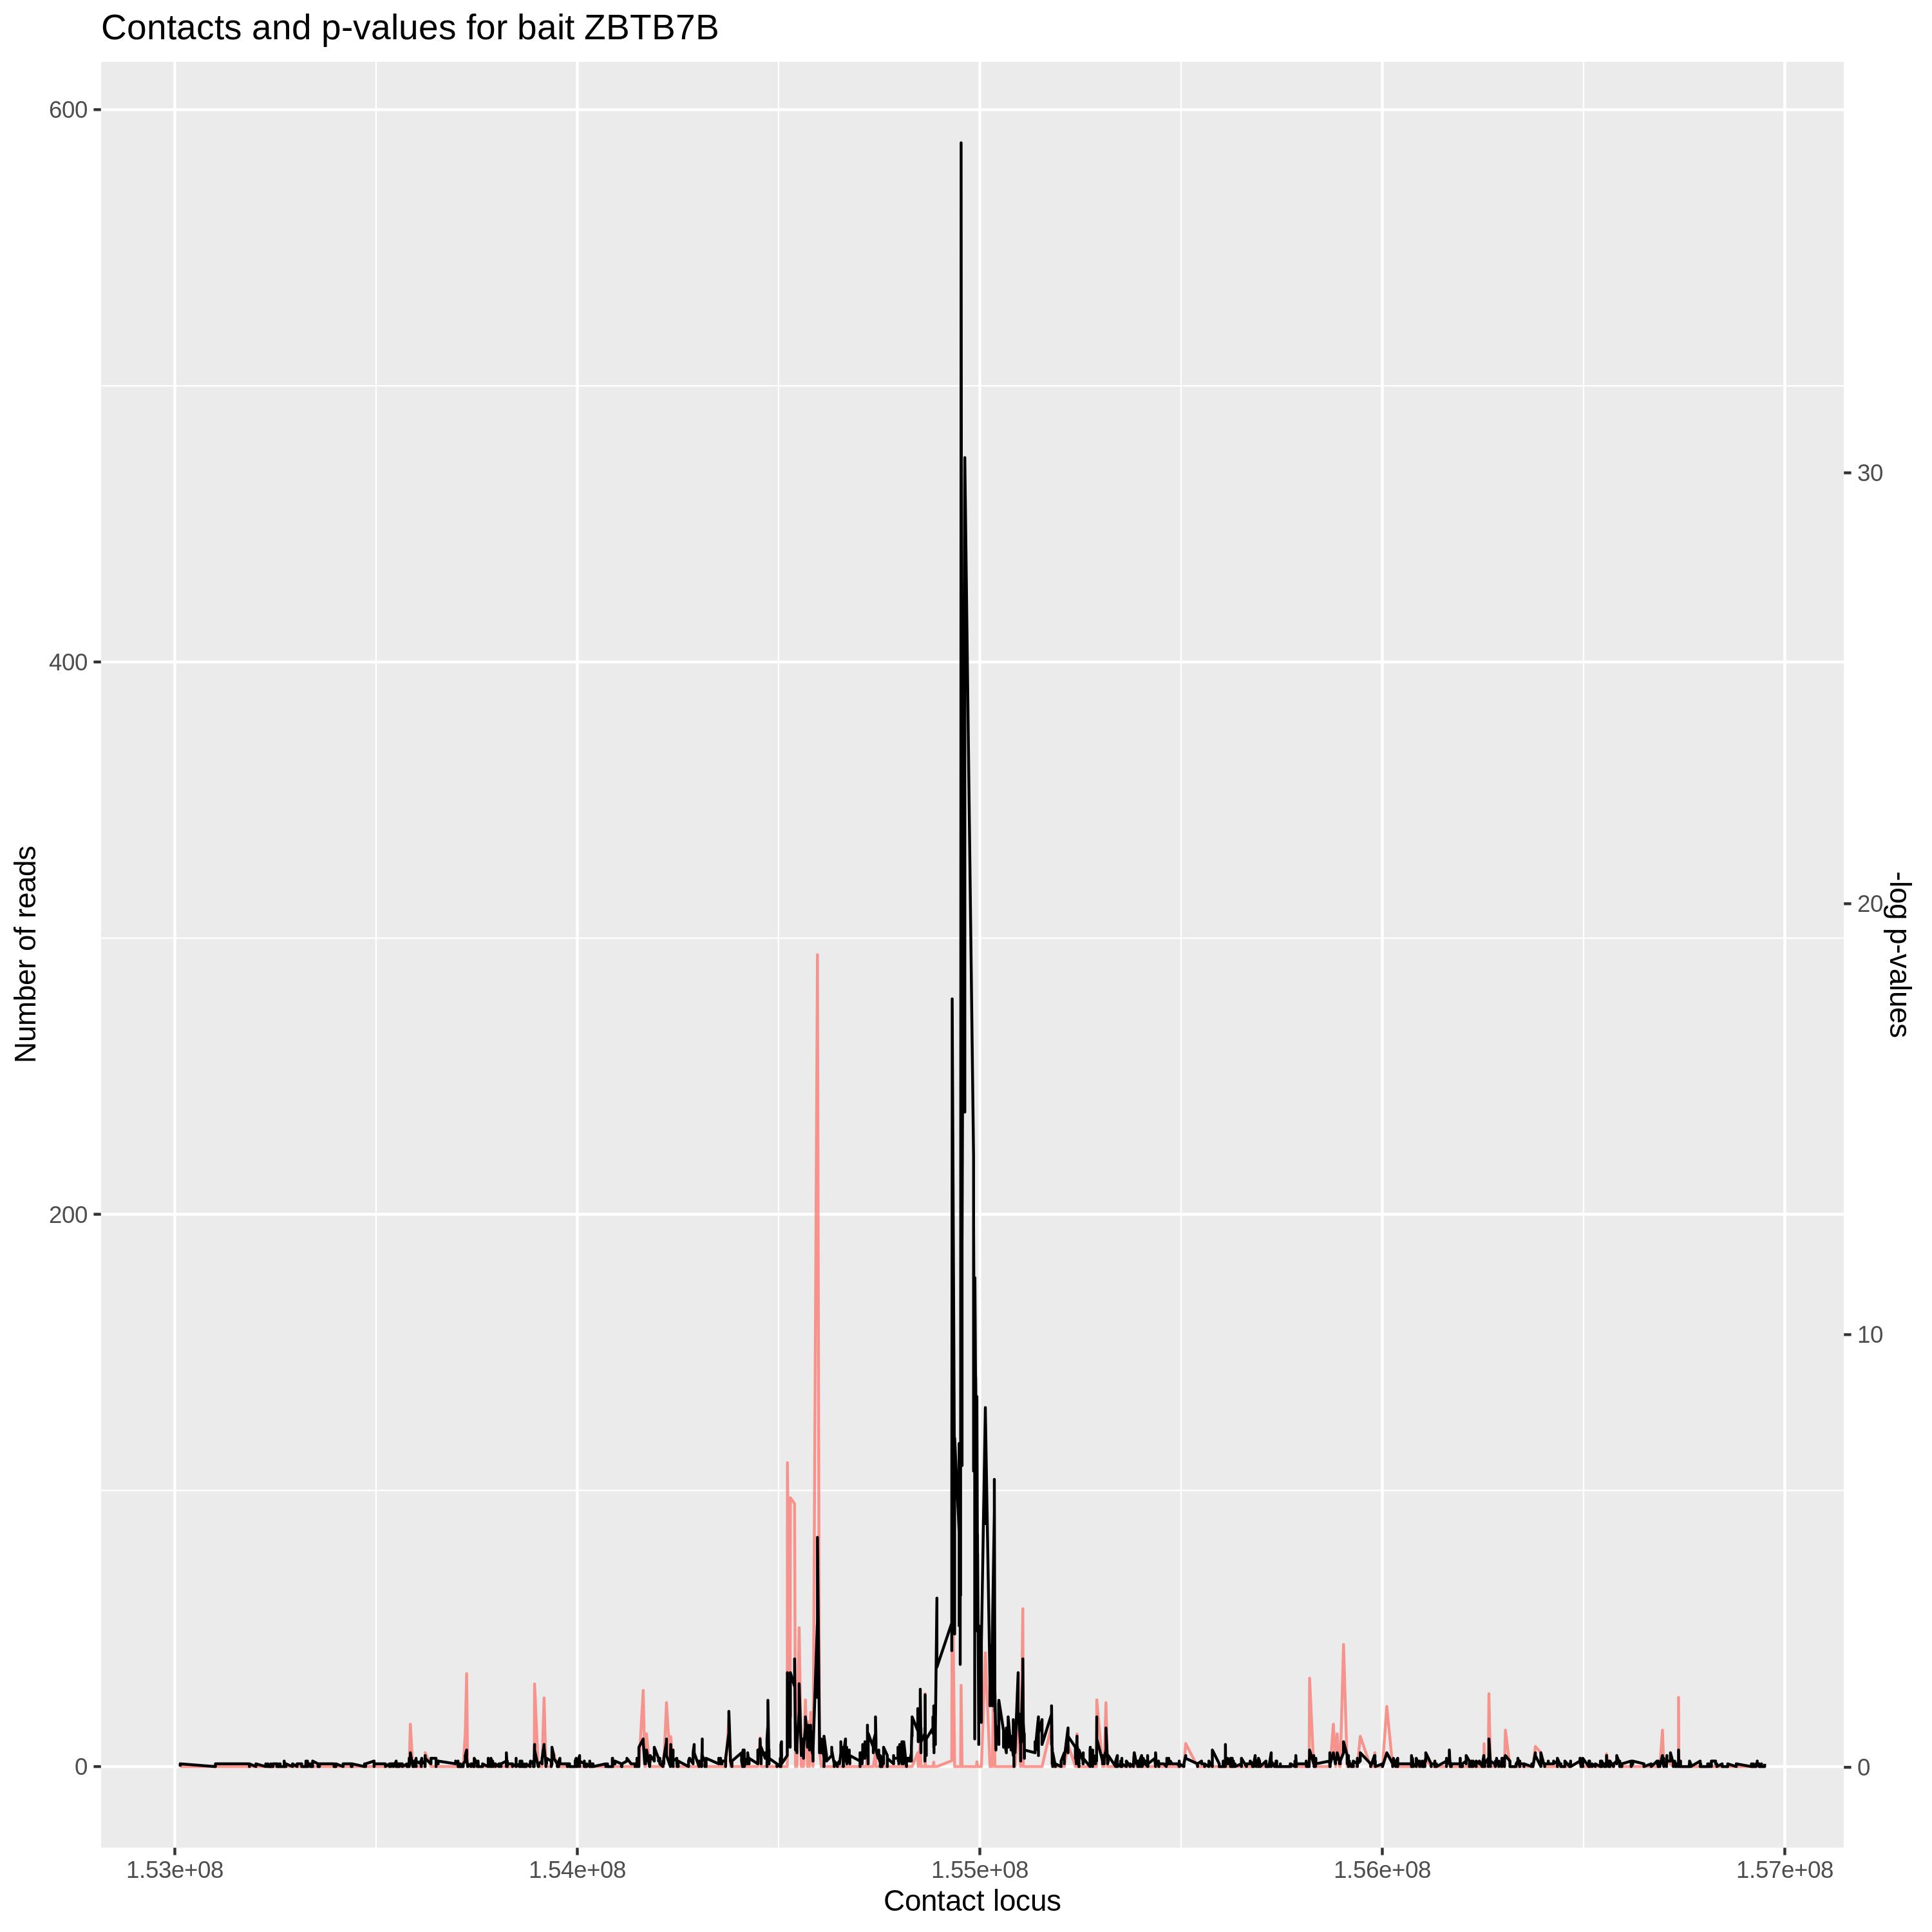 Contacts and p-values for bait ZBTB7B
600
400
200
0
Number of reads
30
20
10
0
-log p-values
1.53e+08 1.54e+08 1.55e+08 1.56e+08 1.57e+08
Contact locus